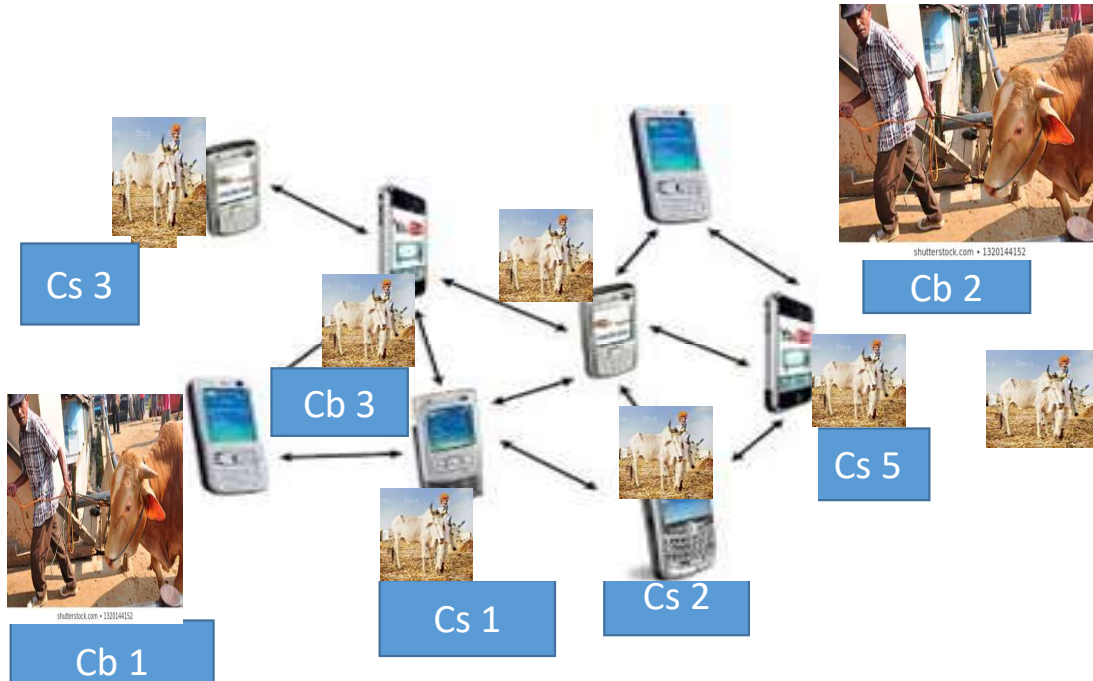 shutterstock.com • 1320144152
Cs 3
Cb 2
Cb 3
Cs 5
Cs 1
Cs 2
shutterstock.com • 1320144152
Cb 1